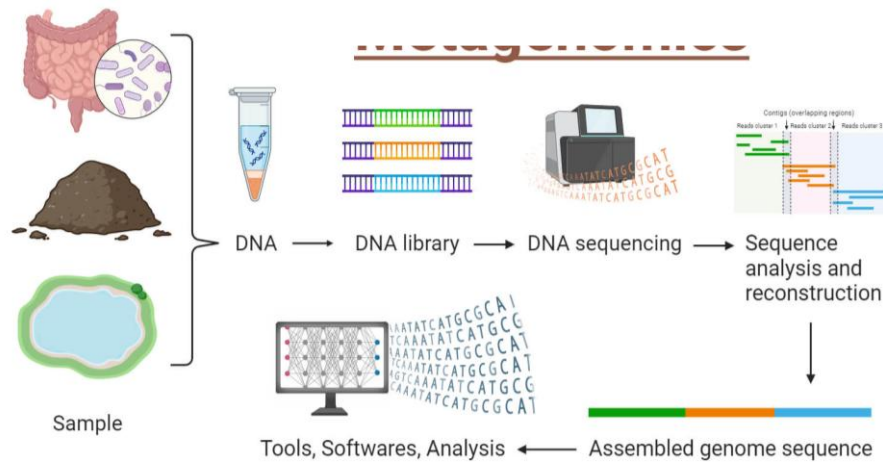 Metagenomics
Contigs (overlapping regions)
Reads cluster 1 Reads cluster 2 Reads cluster 3
DNA
DNA library
DNA sequencing
Sequence
analysis and
reconstruction
Sample
Tools, Softwares, Analysis
Assembled genome sequence